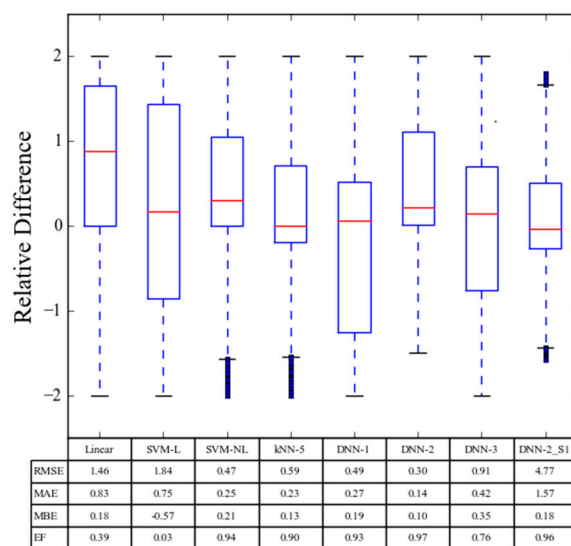 2
1
0
−1
−2
Relative Difference
Linear SVM-L SVM-NL kNN-5 DNN-1 DNN-2 DNN-3 DNN-2_S1
RMSE 1.46 1.84 0.47 0.59 0.49 0.30 0.91 4.77
MAE 0.83 0.75 0.25 0.23 0.27 0.14 0.42 1.57
MBE 0.18 -0.57 0.21 0.13 0.19 0.10 0.35 0.18
EF 0.39 0.03 0.94 0.90 0.93 0.97 0.76 0.96